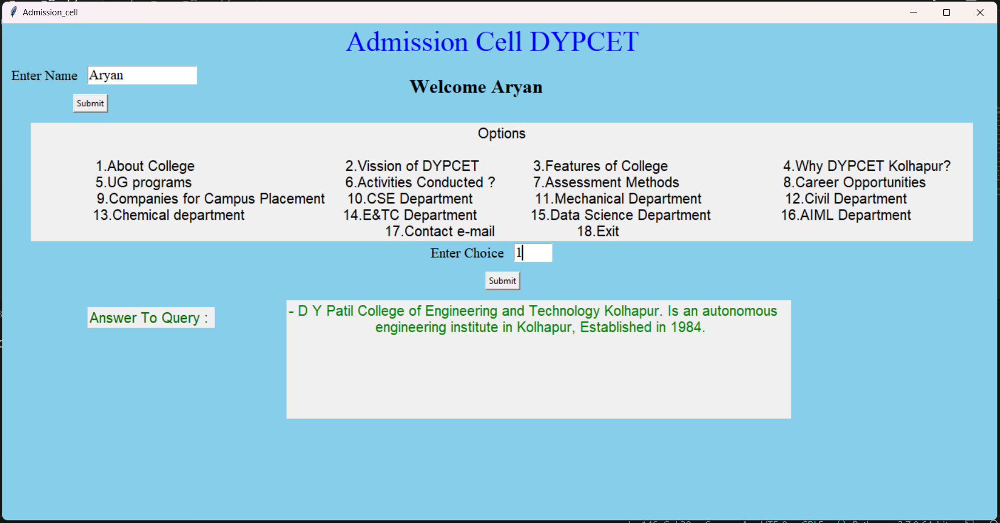 Admission_cell
Admission Cell DYPCET
Enter Name Aryan
Welcome Aryan
Submit
Options
1.About College 2.Vission of DYPCET 3.Features of College 4.Why DYPCET Kolhapur?
5.UG programs 6.Activities Conducted ? 7.Assessment Methods 8.Career Opportunities
9.Companies for Campus Placement 10.CSE Department 11.Mechanical Department 12.Civil Department
13.Chemical department 14.E&TC Department 15.Data Science Department 16.AIML Department
17.Contact e-mail 18.Exit
Enter Choice 1
Submit
Answer To Query :
- D Y Patil College of Engineering and Technology Kolhapur. Is an autonomous
engineering institute in Kolhapur, Established in 1984.